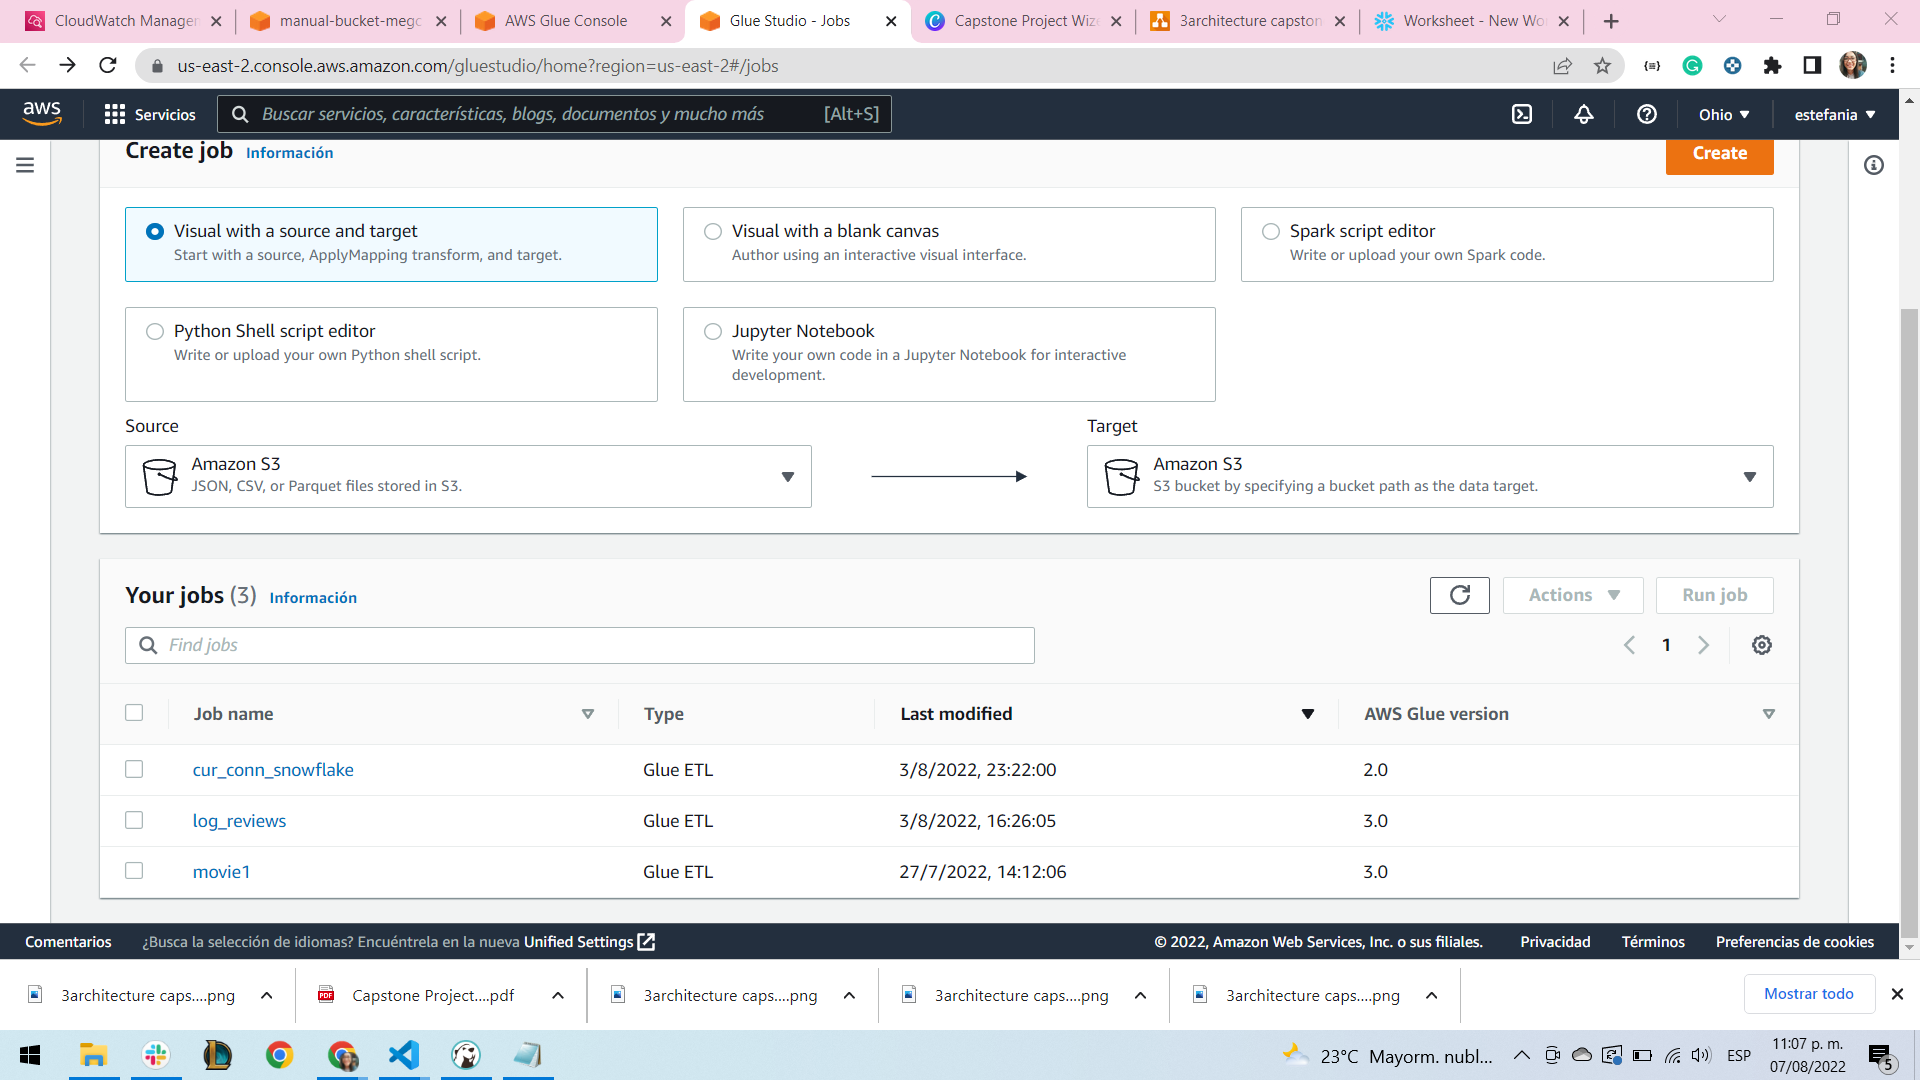 CloudWatch Manager
manual-bucket-megc
AWS Glue Console
Glue Studio - Jobs
Capstone Project Wize
3architecture capston
Worksheet - New Wor
us-east-2.console.aws.amazon.com/gluestudio/home?region=us-east-2#/jobs
aws
Servicios
Buscar servicios, características, blogs, documentos y mucho más
[Alt+S]
Ohio
estefania
Create job
Información
Create
Visual with a source and target
Start with a source, ApplyMapping transform, and target.
Visual with a blank canvas
Author using an interactive visual interface.
Spark script editor
Write or upload your own Spark code.
Python Shell script editor
Write or upload your own Python shell script.
Jupyter Notebook
Write your own code in a Jupyter Notebook for interactive
development.
Source
Target
Amazon S3
JSON, CSV, or Parquet files stored in S3.
Amazon S3
S3 bucket by specifying a bucket path as the data target.
Your jobs (3)
Información
Actions
Run job
Find jobs
1
Job name
Type
Last modified
AWS Glue version
cur_conn_snowflake
Glue ETL
3/8/2022, 23:22:00
2.0
log_reviews
Glue ETL
3/8/2022, 16:26:05
3.0
movie1
Glue ETL
27/7/2022, 14:12:06
3.0
Comentarios
¿Busca la selección de idiomas? Encuéntrela en la nueva Unified Settings
© 2022, Amazon Web Services, Inc. o sus filiales.
Privacidad
Términos
Preferencias de cookies
3architecture caps....png
Capstone Project....pdf
3architecture caps....png
3architecture caps....png
3architecture caps....png
Mostrar todo
23°C Mayorm. nubl...
ESP
11:07 p. m.
07/08/2022
5